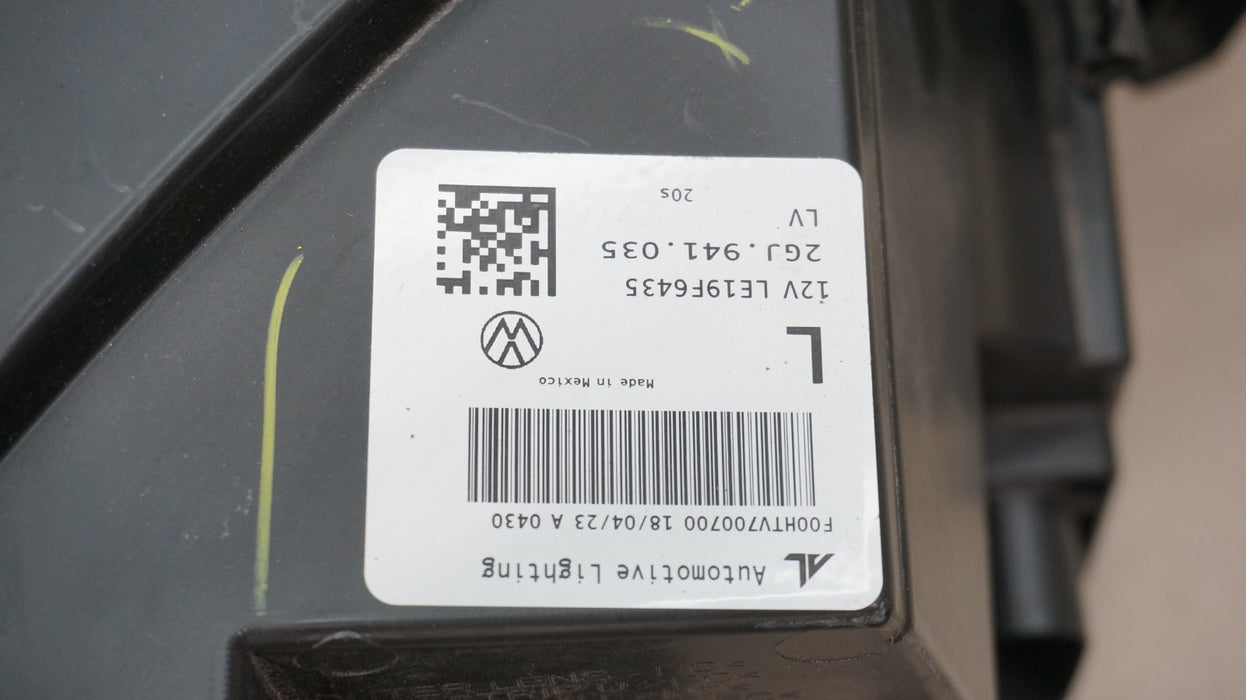 AL Automotive Lighting
F00HTV700700 18/04/23 A 0430
Made in Mexico
L
12V LE19F6435
2GJ.941.035
LV
20s